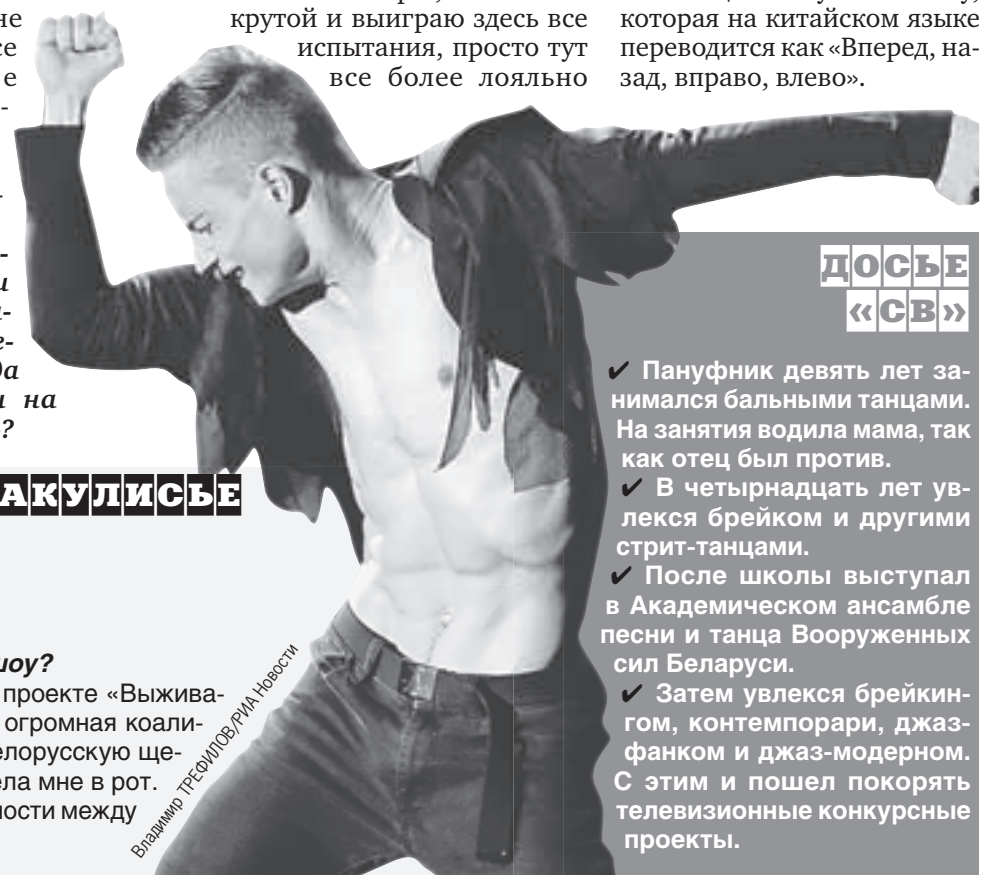 не
се
е
крутой и выиграю здесь все
испытания, просто тут
все более лояльно
которая на китайском языке
переводится как «Вперед, на-
зад, вправо, влево».
и на
?
АКУЛИСЬЕ
шоу?
проекте «Выжива-
огромная коали-
елорусскую ще-
ела мне в рот.
ности между
Владимир ТРЕФИЛОВ/РИА Новости
ДОСЬЕ
«СВ»
✔ Пануфник девять лет за-
нимался бальными танцами.
На занятия водила мама, так
как отец был против.
✔ В четырнадцать лет ув-
лекся брейком и другими
стрит-танцами.
✔ После школы выступал
в Академическом ансамбле
песни и танца Вооруженных
сил Беларуси.
✔ Затем увлекся брейкин-
гом, контемпорари, джаз-
фанком и джаз-модерном.
С этим и пошел покорять
телевизионные конкурсные
проекты.